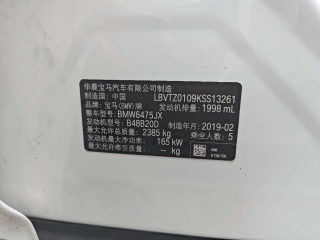 华晨宝马汽车有限公司制造
制造国：中国 LBVTZ0109KSS13261
品牌：宝马(BMW)牌 发动机排量：1998 mL
整车型号：BMW6475JX
发动机型号：B48B20D
最大允许总质量：2385 kg 制造年月：2019-02
发动机最大净功率：165 kW 乘坐人数：5
最大允许牵引质量：-- kg